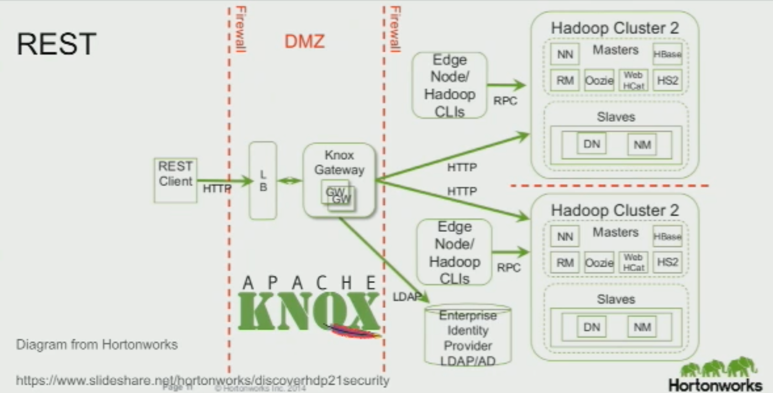 REST
Firewall
DMZ
Firewall
REST
Client
HTTP
L
B
Knox
Gateway
GW
GW
Edge
Node/
Hadoop
CLIs
RPC
HTTP
HTTP
Edge
Node/
Hadoop
CLIs
RPC
LDAP
Enterprise
Identity
Provider
LDAP/AD
Hadoop Cluster 2
Masters
NN
HBase
RM
Oozie
Web
HCat
HS2
Slaves
DN
NM
Hadoop Cluster 2
Masters
NN
HBase
RM
Oozie
Web
HCat
HS2
Slaves
DN
NM
APACHE
KNOX
Diagram from Hortonworks
https://www.slideshare.net/hortonworks/discoverhdp21security
Page 11
© Hortonworks Inc. 2014
Hortonworks